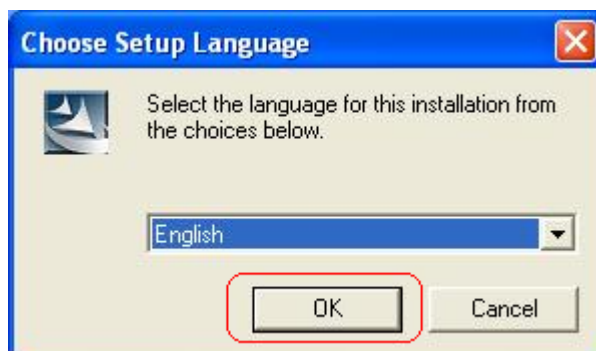 Choose Setup Language
Select the language for this installation from
the choices below.
English
OK
Cancel